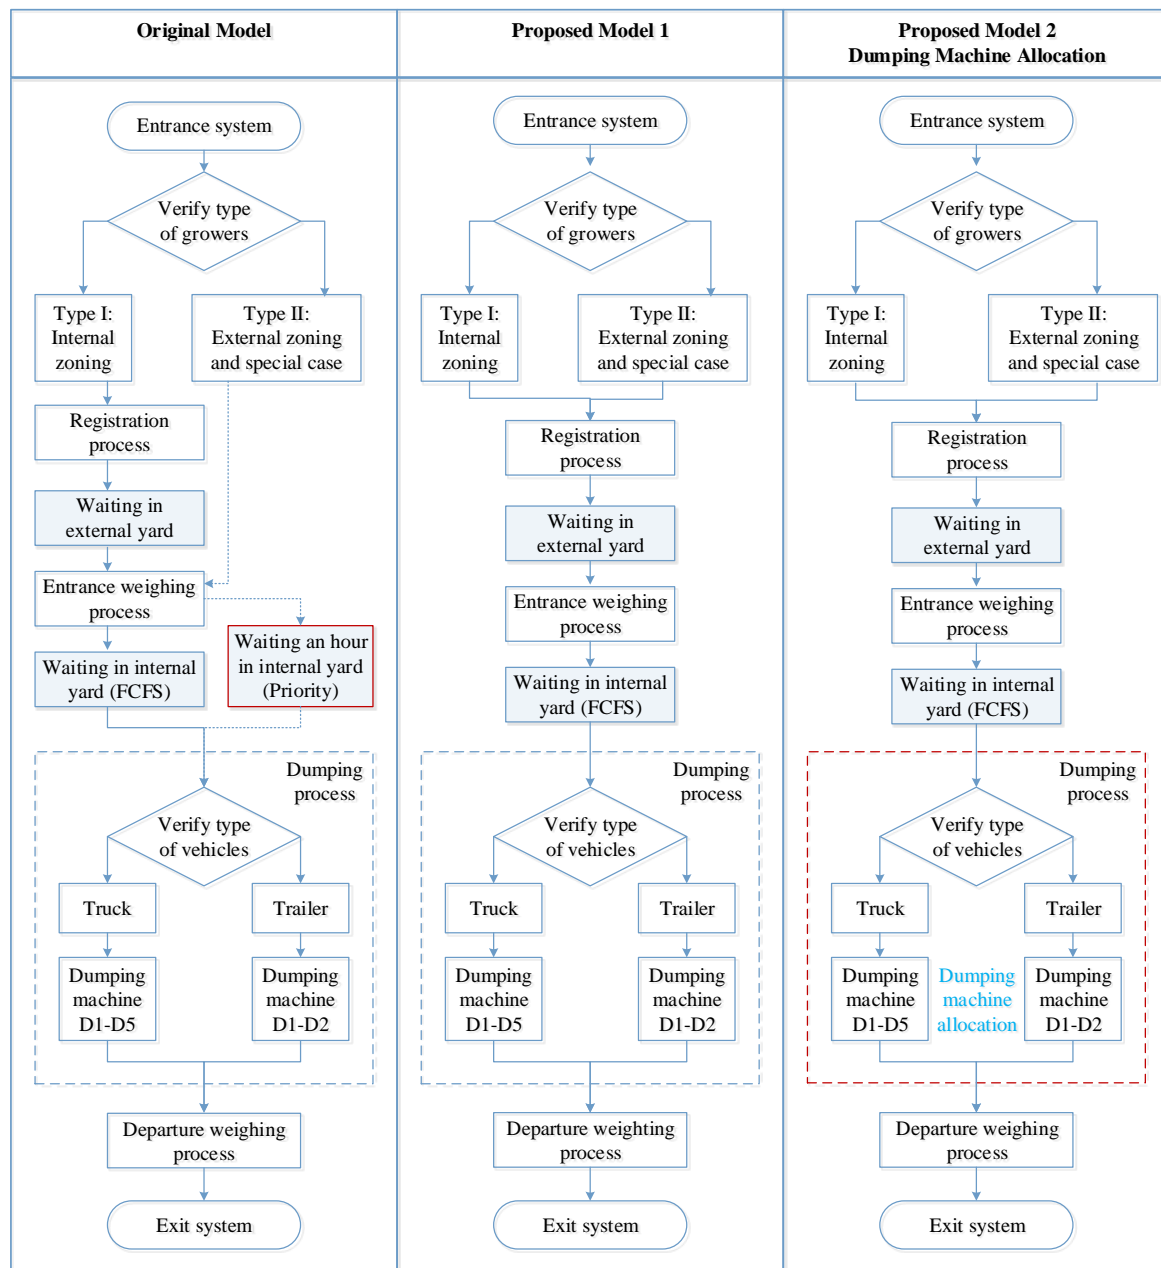 Original Model
Entrance system
Verify type
of growers
Type I:
Internal
zoning
Type II:
External zoning
and special case
Registration
process
Waiting in
external yard
Entrance weighing
process
Waiting in internal
yard (FCFS)
Waiting an hour
in internal yard
(Priority)
Dumping
process
Verify type
of vehicles
Truck
Trailer
Dumping
machine
D1-D5
Dumping
machine
D1-D2
Departure weighing
process
Exit system
Proposed Model 1
Entrance system
Verify type
of growers
Type I:
Internal
zoning
Type II:
External zoning
and special case
Registration
process
Waiting in
external yard
Entrance weighing
process
Waiting in internal
yard (FCFS)
Dumping
process
Verify type
of vehicles
Truck
Trailer
Dumping
machine
D1-D5
Dumping
machine
D1-D2
Departure weighting
process
Exit system
Proposed Model 2
Dumping Machine Allocation
Entrance system
Verify type
of growers
Type I:
Internal
zoning
Type II:
External zoning
and special case
Registration
process
Waiting in
external yard
Entrance weighing
process
Waiting in internal
yard (FCFS)
Dumping
process
Verify type
of vehicles
Truck
Trailer
Dumping
machine
D1-D5
Dumping
machine
allocation
Dumping
machine
D1-D2
Departure weighing
process
Exit system